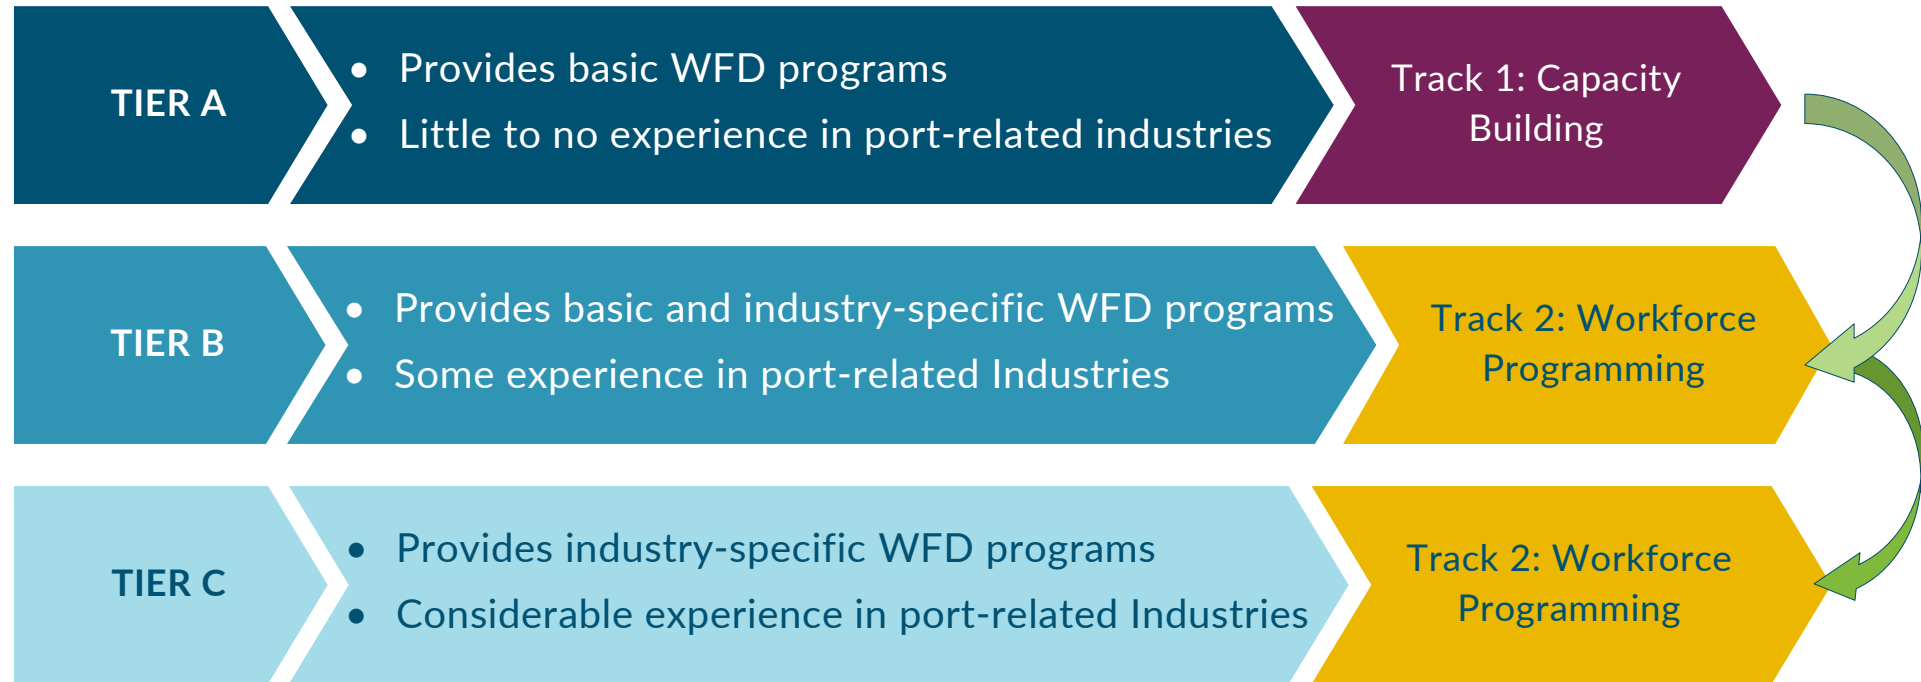 TIER A
• Provides basic WFD programs
• Little to no experience in port-related industries
Track 1: Capacity
Building
TIER B
• Provides basic and industry-specific WFD programs
• Some experience in port-related Industries
Track 2: Workforce
Programming
TIER C
• Provides industry-specific WFD programs
• Considerable experience in port-related Industries
Track 2: Workforce
Programming